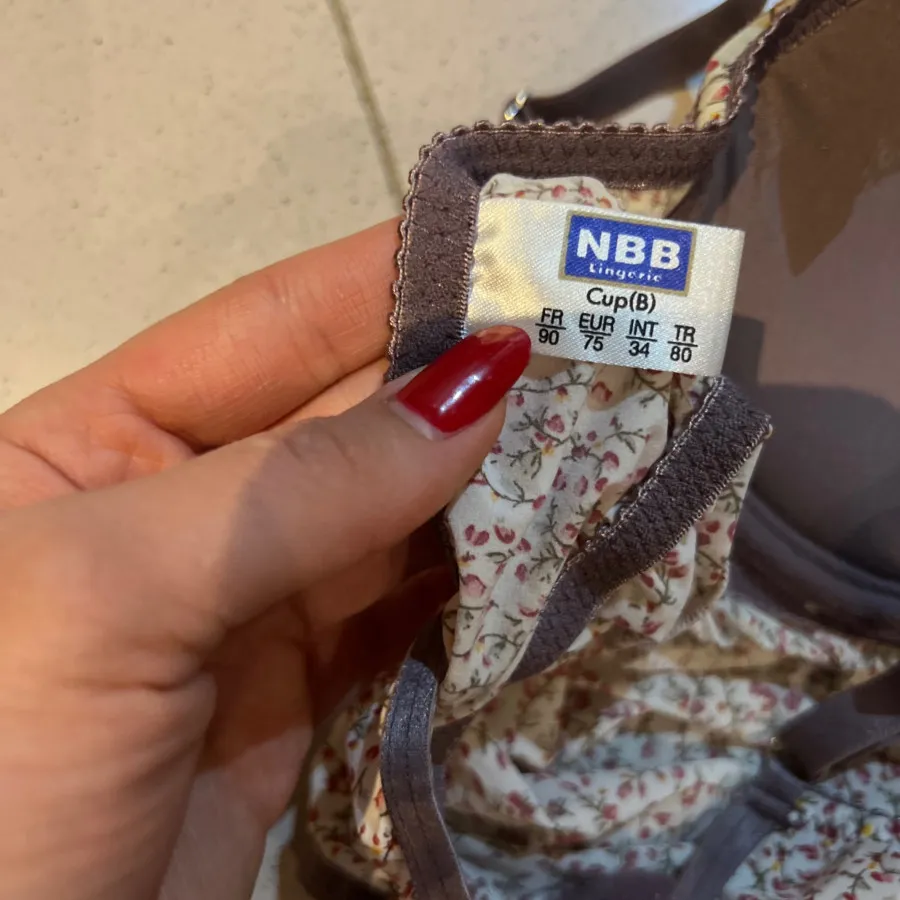 NBB
Lingerie
Cup(B)
FR EUR INT TR
90 75 34 80